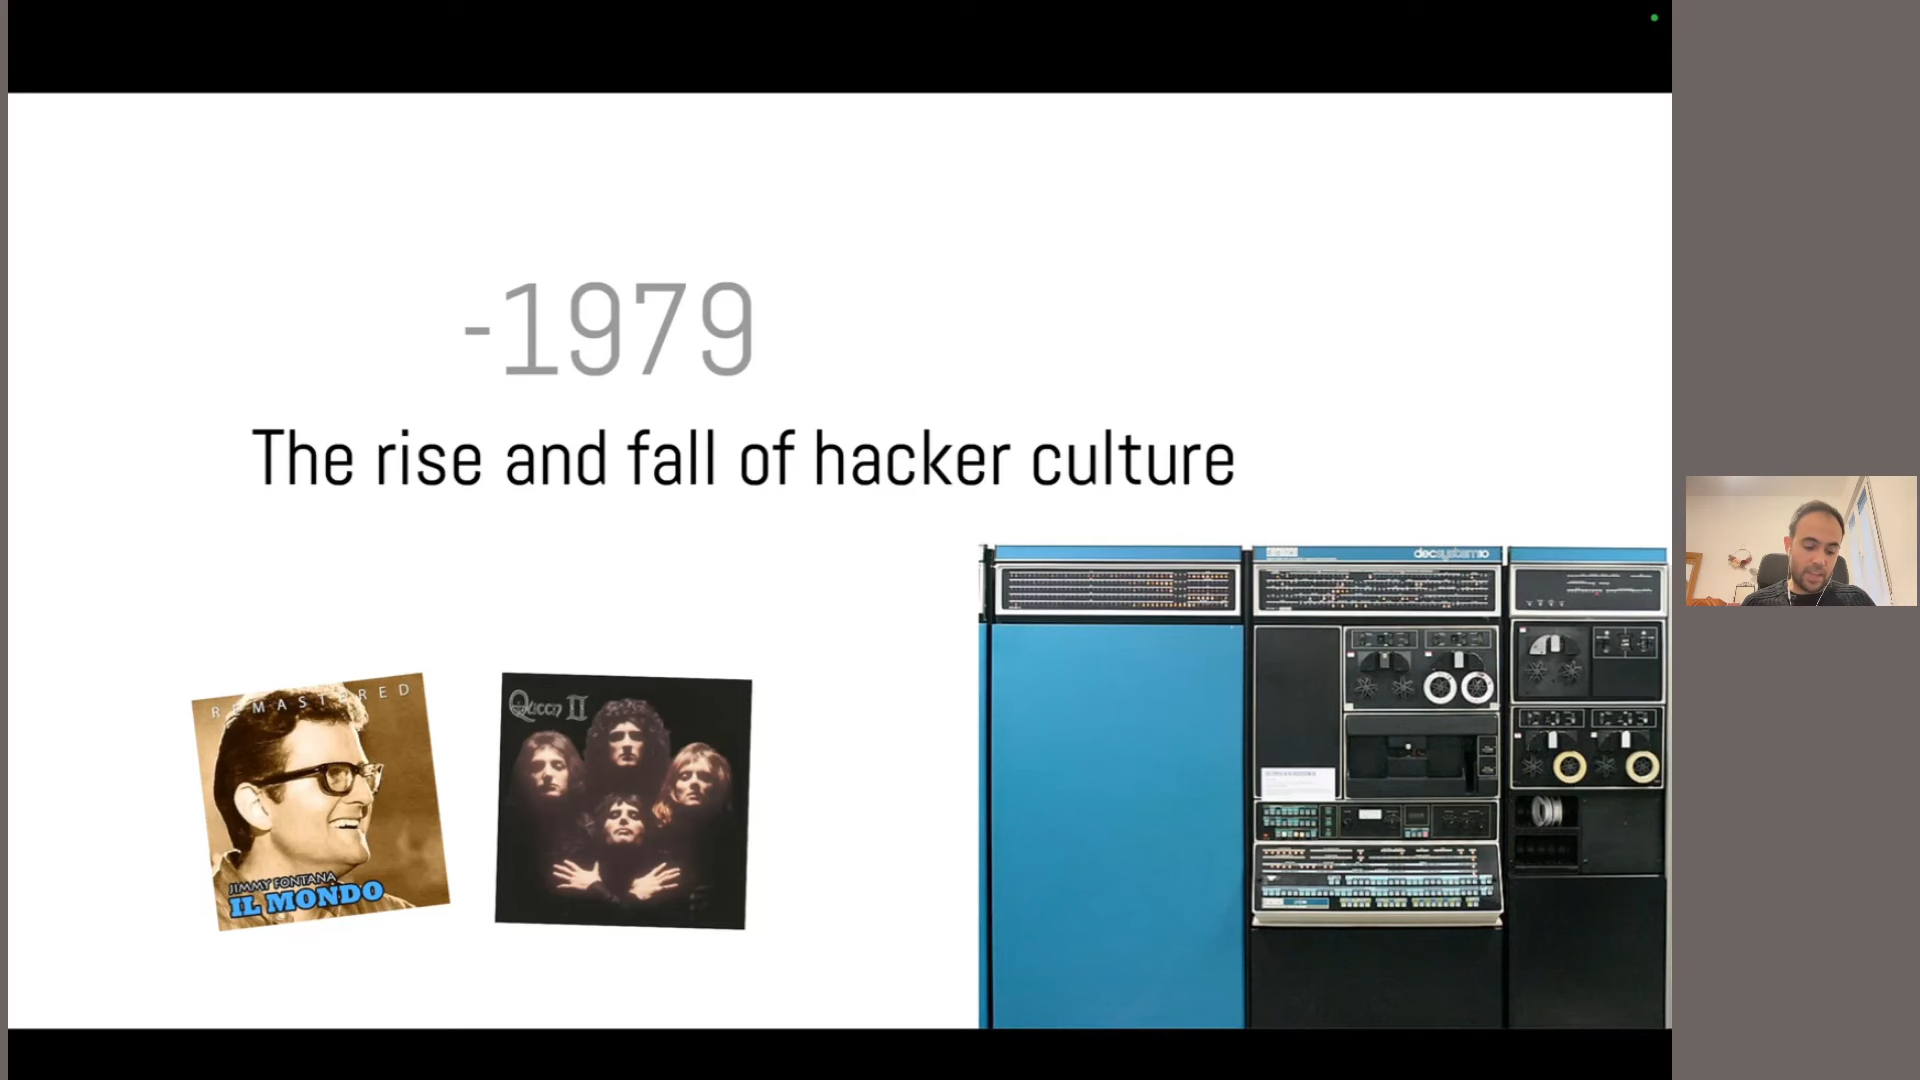 -1979
The rise and fall of hacker culture
decsystem10
REMASTERED
JIMMY FONTANA
IL MONDO
Queen II